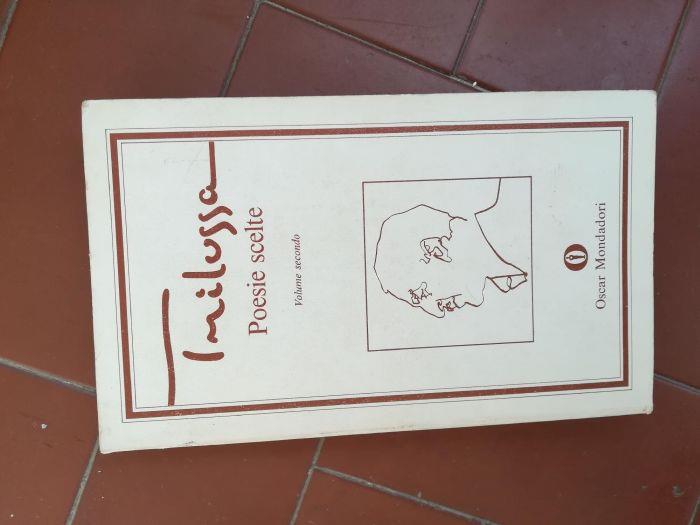 Trilussa
Poesie scelte
Volume secondo
Oscar Mondadori